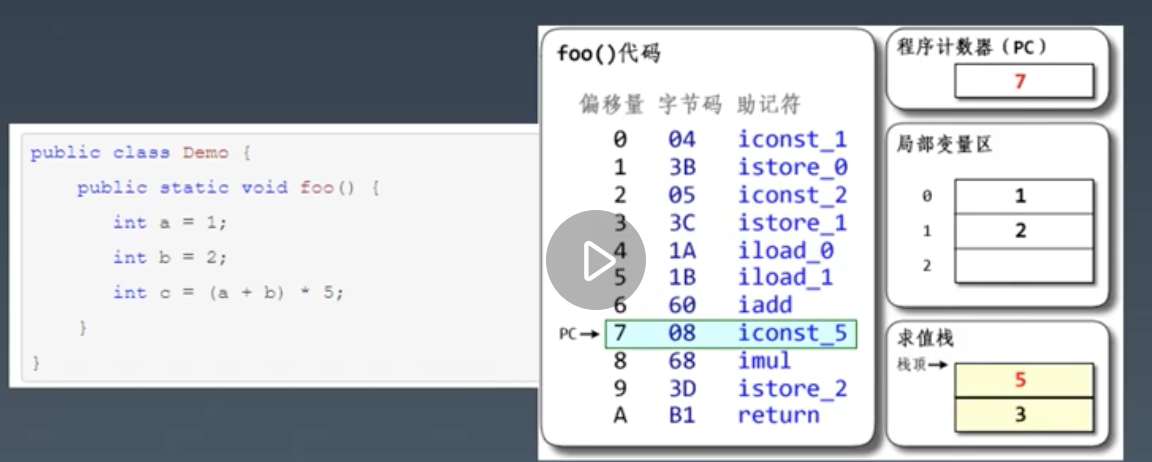 public class Demo {
public static void foo() {
int a = 1;
int b = 2;
int c = (a + b) * 5;
}
}
foo()代码
偏移量 字节码 助记符
0 04 iconst_1
1 3B istore_0
2 05 iconst_2
3 3C istore_1
4 1A iload_0
5 1B iload_1
6 60 iadd
PC→ 7 08 iconst_5
8 68 imul
9 3D istore_2
A B1 return
程序计数器（PC）
7
局部变量区
0 1
1 2
2
求值栈
栈顶→ 5
3